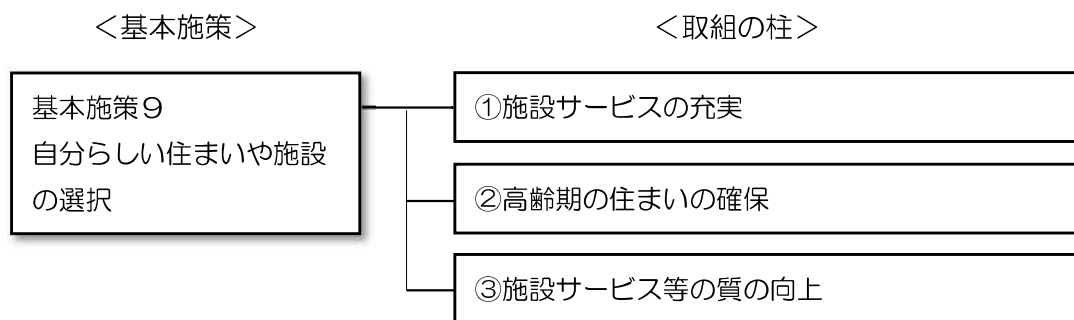 ＜基本施策＞
＜取組の柱＞
基本施策９
自分らしい住まいや施設
の選択
①施設サービスの充実
②高齢期の住まいの確保
③施設サービス等の質の向上